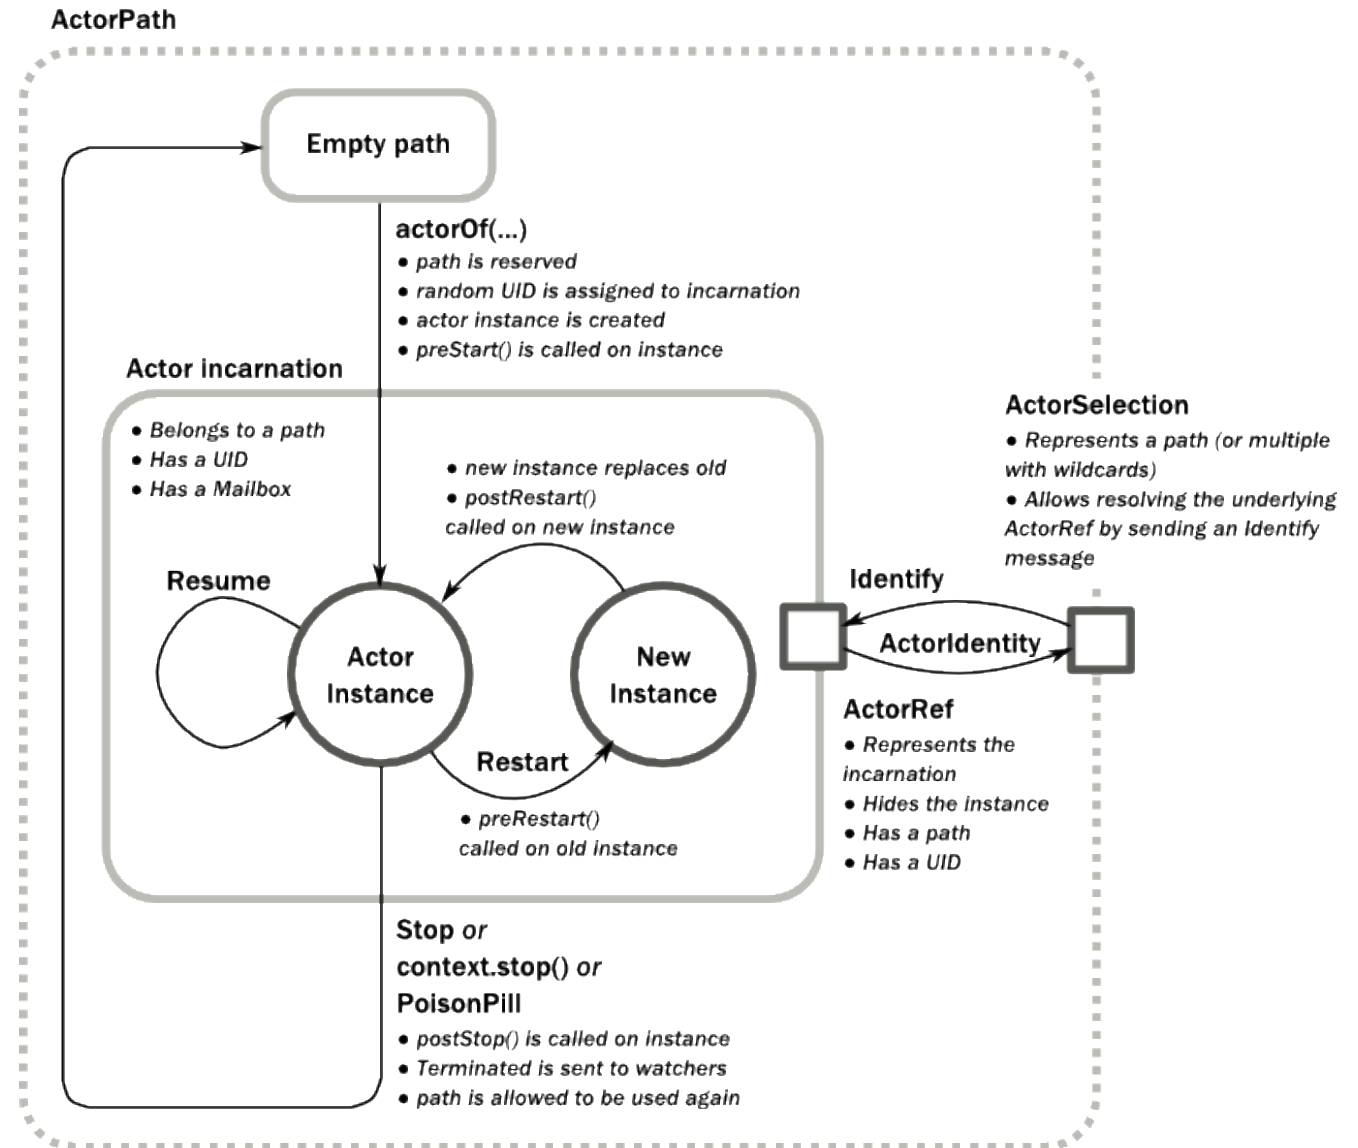 ActorPath
Empty path
actorOf(...)
• path is reserved
• random UID is assigned to incarnation
• actor instance is created
• preStart() is called on instance
Actor incarnation
• Belongs to a path
• Has a UID
• Has a Mailbox
• new instance replaces old
• postRestart()
called on new instance
Resume
Actor
Instance
New
Instance
Restart
• preRestart()
called on old instance
ActorSelection
• Represents a path (or multiple
with wildcards)
• Allows resolving the underlying
ActorRef by sending an Identify
message
Identify
ActorIdentity
ActorRef
• Represents the
incarnation
• Hides the instance
• Has a path
• Has a UID
Stop or
context.stop() or
PoisonPill
• postStop() is called on instance
• Terminated is sent to watchers
• path is allowed to be used again